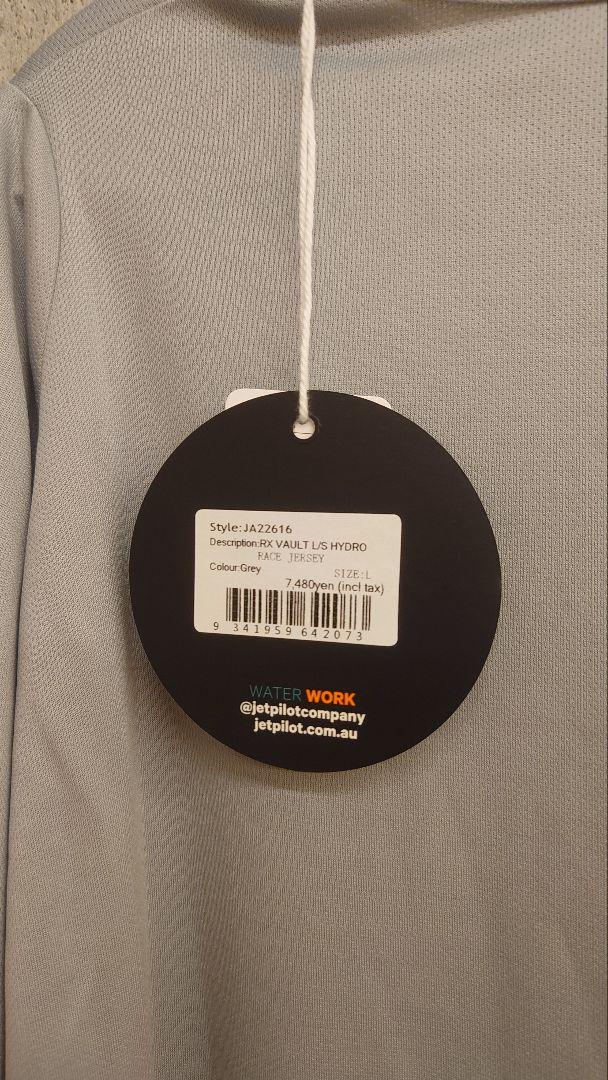 Style:JA22616
Description:RX VAULT L/S HYDRO
RACE JERSEY
Colour:Grey
SIZE:L
7,480yen (incl tax)
9 341959 642073
WATER WORK
@jetpilotcompany
jetpilot.com.au